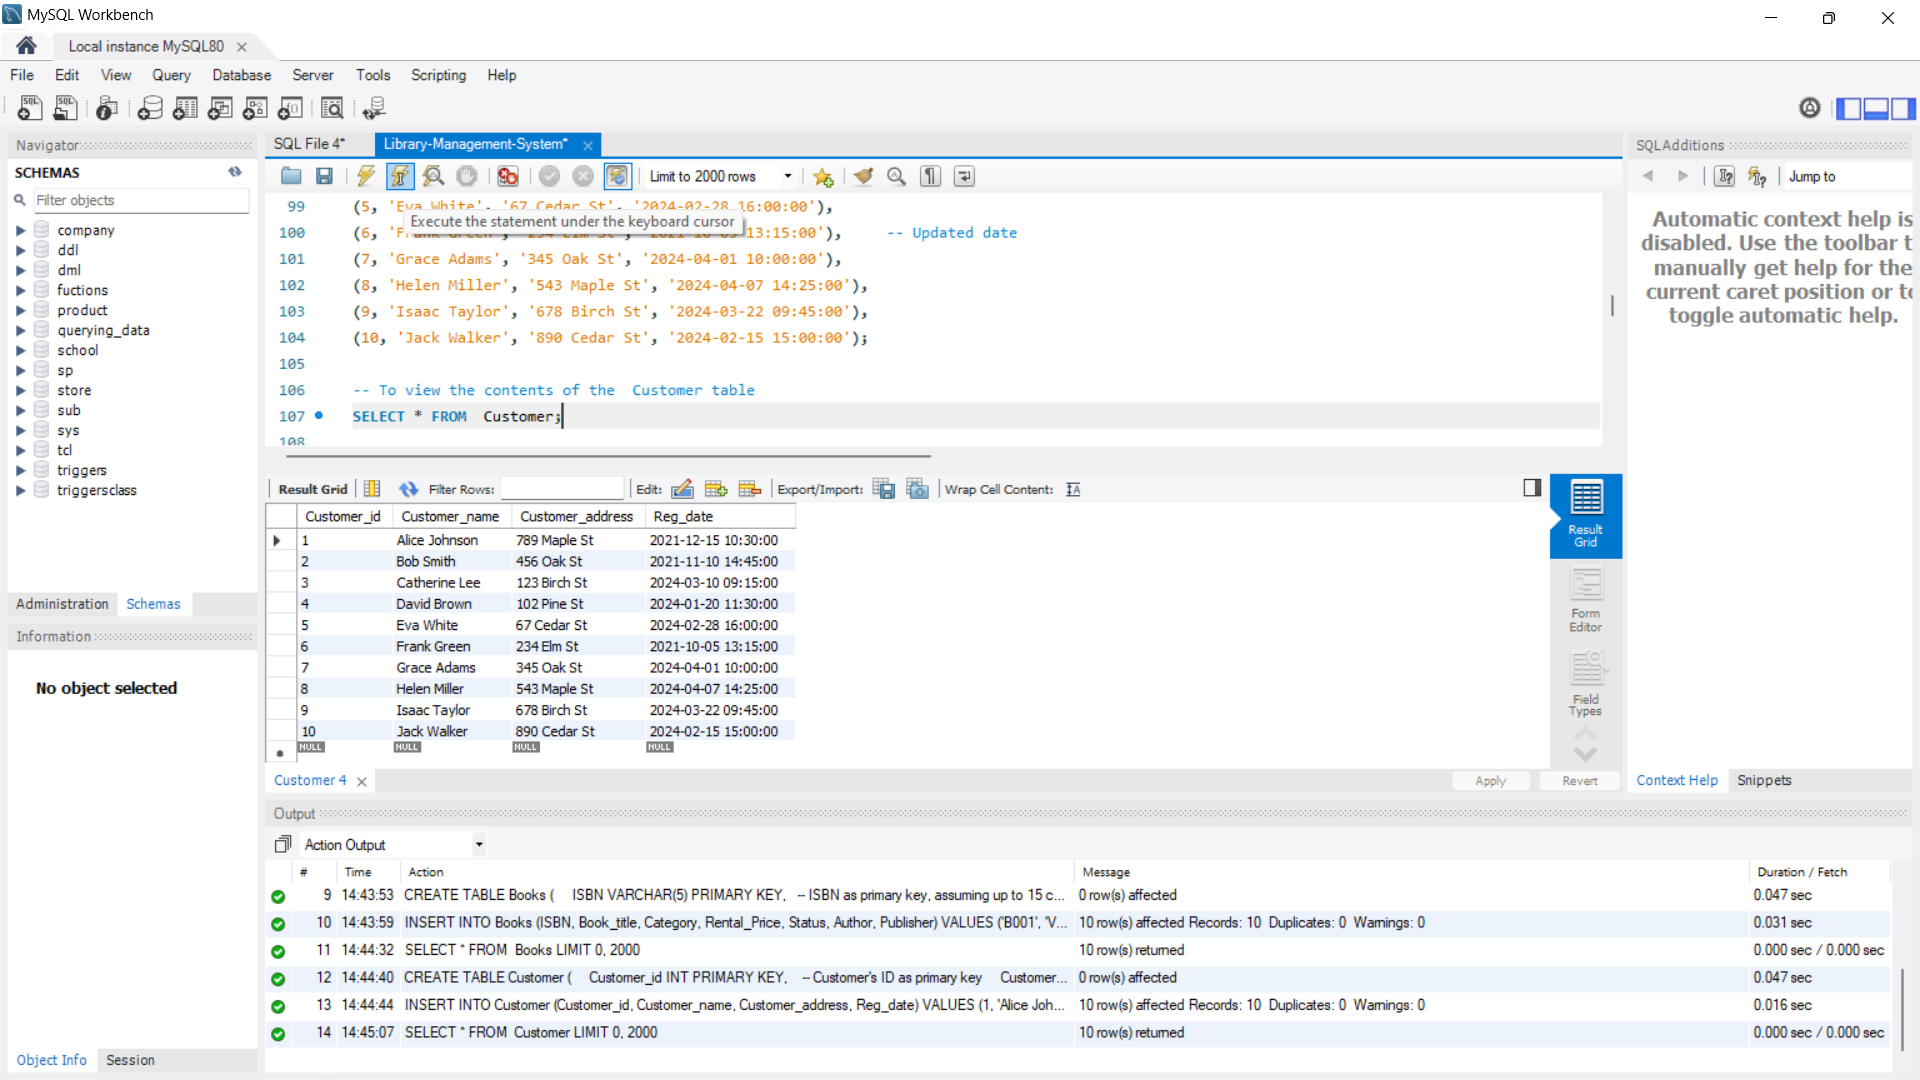 MySQL Workbench
Local instance MySQL80
File Edit View Query Database Server Tools Scripting Help
Navigator
SCHEMAS
Filter objects
company
ddl
dml
fuctions
product
querying_data
school
sp
store
sub
sys
tcl
triggers
triggersclass
Administration Schemas
Information
No object selected
Object Info Session
SQL File 4* Library-Management-System*
Limit to 2000 rows
99 (5, 'Eva White', '67 Cedar St', '2024-02-28 16:00:00'),
Execute the statement under the keyboard cursor
100 (6, 'Frank Green', '234 Elm St', '2021-10-05 13:15:00'), -- Updated date
101 (7, 'Grace Adams', '345 Oak St', '2024-04-01 10:00:00'),
102 (8, 'Helen Miller', '543 Maple St', '2024-04-07 14:25:00'),
103 (9, 'Isaac Taylor', '678 Birch St', '2024-03-22 09:45:00'),
104 (10, 'Jack Walker', '890 Cedar St', '2024-02-15 15:00:00');
105
106 -- To view the contents of the  Customer table
107 SELECT * FROM  Customer;
108
Result Grid Filter Rows: Edit: Export/Import: Wrap Cell Content:
Customer_id Customer_name Customer_address Reg_date
1 Alice Johnson 789 Maple St 2021-12-15 10:30:00
2 Bob Smith 456 Oak St 2021-11-10 14:45:00
3 Catherine Lee 123 Birch St 2024-03-10 09:15:00
4 David Brown 102 Pine St 2024-01-20 11:30:00
5 Eva White 67 Cedar St 2024-02-28 16:00:00
6 Frank Green 234 Elm St 2021-10-05 13:15:00
7 Grace Adams 345 Oak St 2024-04-01 10:00:00
8 Helen Miller 543 Maple St 2024-04-07 14:25:00
9 Isaac Taylor 678 Birch St 2024-03-22 09:45:00
10 Jack Walker 890 Cedar St 2024-02-15 15:00:00
NULL NULL NULL NULL
Result
Grid
Form
Editor
Field
Types
Customer 4
Apply Revert
SQLAdditions
Jump to
Automatic context help is
disabled. Use the toolbar t
manually get help for the
current caret position or to
toggle automatic help.
Context Help Snippets
Output
Action Output
# Time Action Message Duration / Fetch
9 14:43:53 CREATE TABLE Books ( ISBN VARCHAR(5) PRIMARY KEY, -- ISBN as primary key, assuming up to 15 c... 0 row(s) affected 0.047 sec
10 14:43:59 INSERT INTO Books (ISBN, Book_title, Category, Rental_Price, Status, Author, Publisher) VALUES ('B001', 'V... 10 row(s) affected Records: 10 Duplicates: 0 Warnings: 0 0.031 sec
11 14:44:32 SELECT * FROM Books LIMIT 0, 2000 10 row(s) returned 0.000 sec / 0.000 sec
12 14:44:40 CREATE TABLE Customer ( Customer_id INT PRIMARY KEY, -- Customer's ID as primary key Customer... 0 row(s) affected 0.047 sec
13 14:44:44 INSERT INTO Customer (Customer_id, Customer_name, Customer_address, Reg_date) VALUES (1, 'Alice Joh... 10 row(s) affected Records: 10 Duplicates: 0 Warnings: 0 0.016 sec
14 14:45:07 SELECT * FROM Customer LIMIT 0, 2000 10 row(s) returned 0.000 sec / 0.000 sec